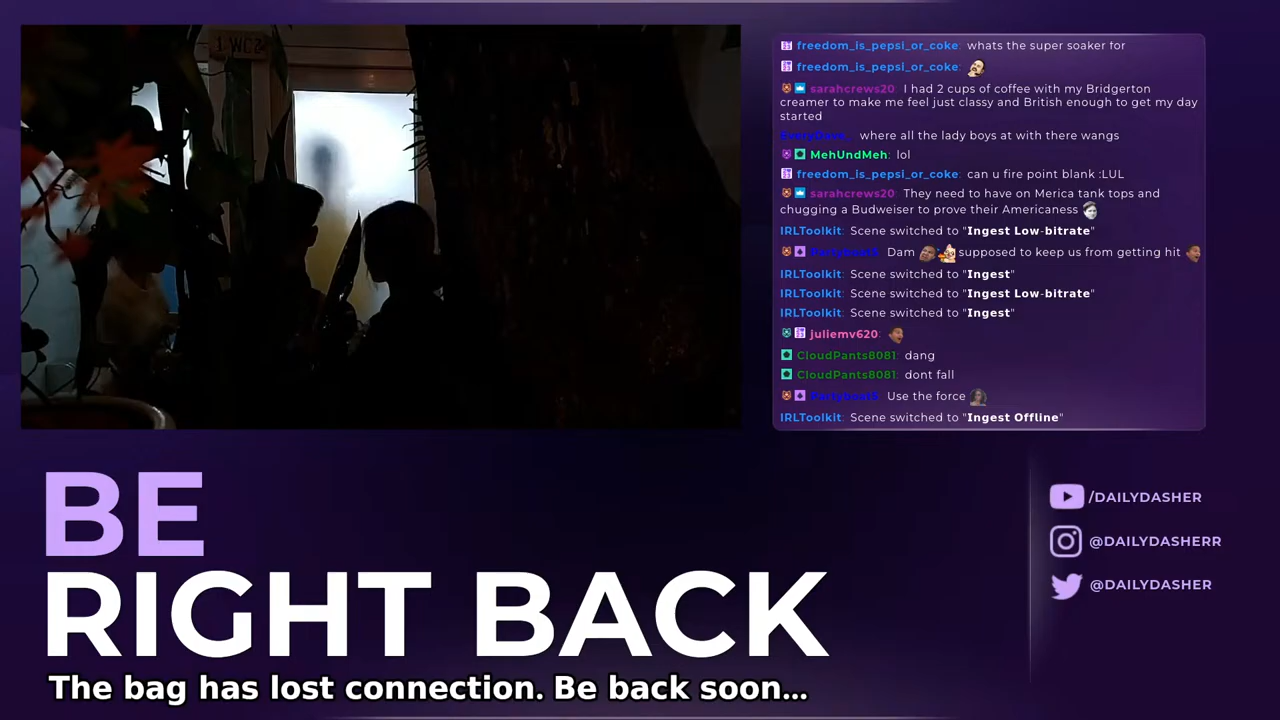 freedom_is_pepsi_or_coke: whats the super soaker for
freedom_is_pepsi_or_coke:
sarahcrews20: I had 2 cups of coffee with my Bridgerton
creamer to make me feel just classy and British enough to get my day
started
where all the lady boys at with there wangs
MehUndMeh: lol
freedom_is_pepsi_or_coke: can u fire point blank :LUL
sarahcrews20: They need to have on Merica tank tops and
chugging a Budweiser to prove their Americaness
IRLToolkit: Scene switched to "Ingest Low-bitrate"
Dam supposed to keep us from getting hit
IRLToolkit: Scene switched to "Ingest"
IRLToolkit: Scene switched to "Ingest Low-bitrate"
IRLToolkit: Scene switched to "Ingest"
juliemv620:
CloudPants8081: dang
CloudPants8081: dont fall
Use the force
IRLToolkit: Scene switched to "Ingest Offline"
BE
RIGHT BACK
The bag has lost connection. Be back soon...
/DAILYDASHER
@DAILYDASHERR
@DAILYDASHER